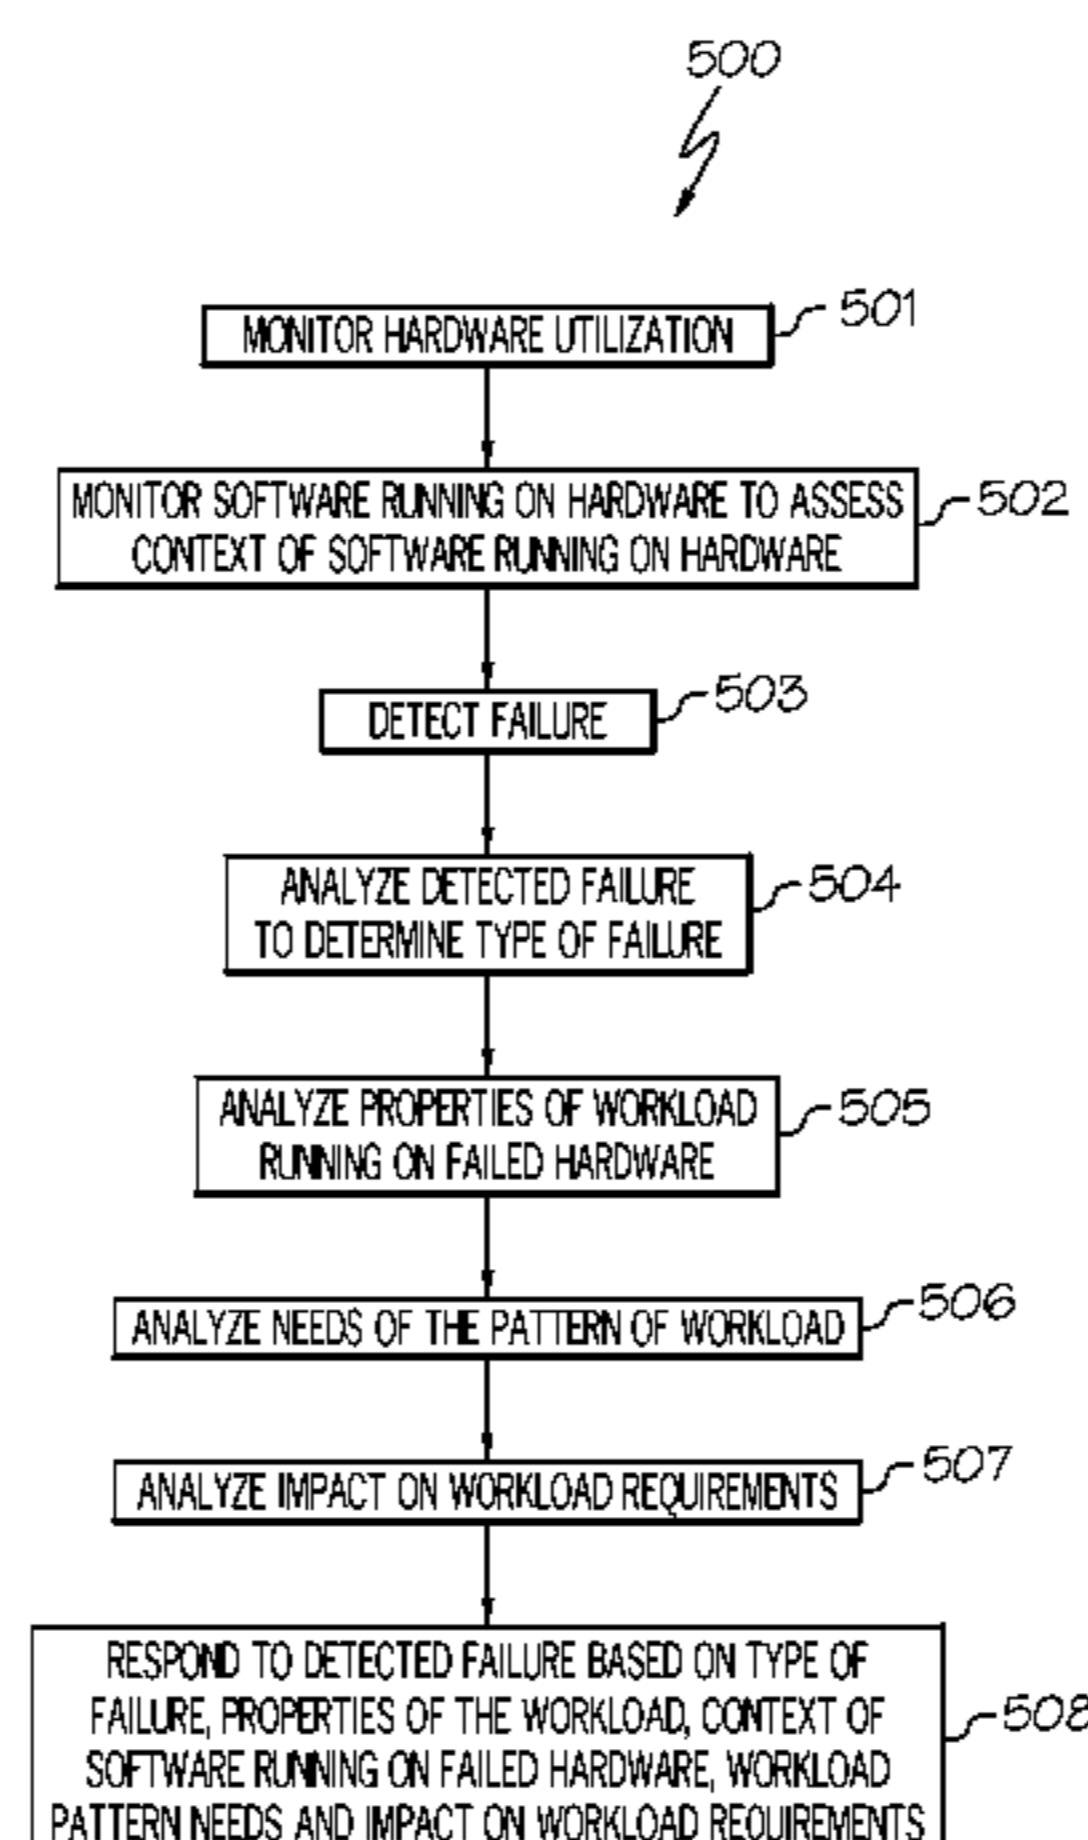 500
MONITOR HARDWARE UTILIZATION
501
MONITOR SOFTWARE RUNNING ON HARDWARE TO ASSESS
CONTEXT OF SOFTWARE RUNNING ON HARDWARE
502
DETECT FAILURE
503
ANALYZE DETECTED FAILURE
TO DETERMINE TYPE OF FAILURE
504
ANALYZE PROPERTIES OF WORKLOAD
RUNNING ON FAILED HARDWARE
505
ANALYZE NEEDS OF THE PATTERN OF WORKLOAD
506
ANALYZE IMPACT ON WORKLOAD REQUIREMENTS
507
RESPOND TO DETECTED FAILURE BASED ON TYPE OF
FAILURE, PROPERTIES OF THE WORKLOAD, CONTEXT OF
SOFTWARE RUNNING ON FAILED HARDWARE, WORKLOAD
PATTERN NEEDS AND IMPACT ON WORKLOAD REQUIREMENTS
508